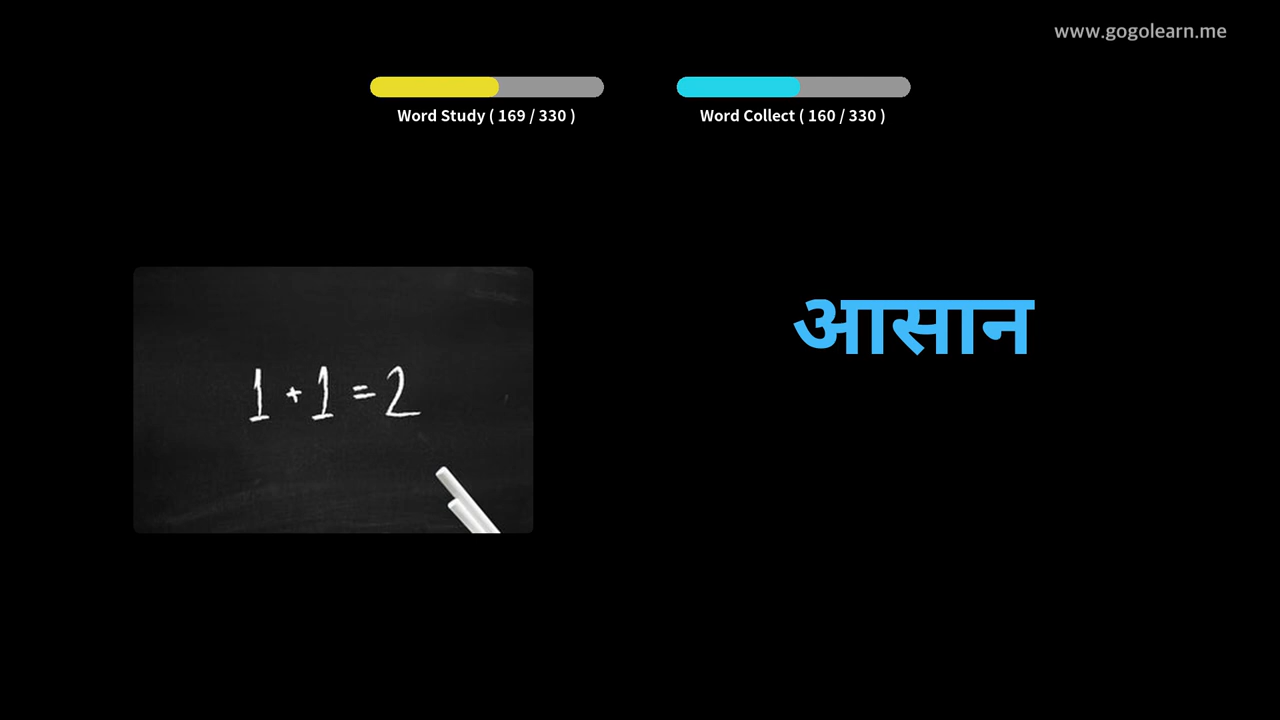 www.gogolearn.me
Word Study ( 169 / 330 )
Word Collect ( 160 / 330 )
1 + 1 = 2
आसान